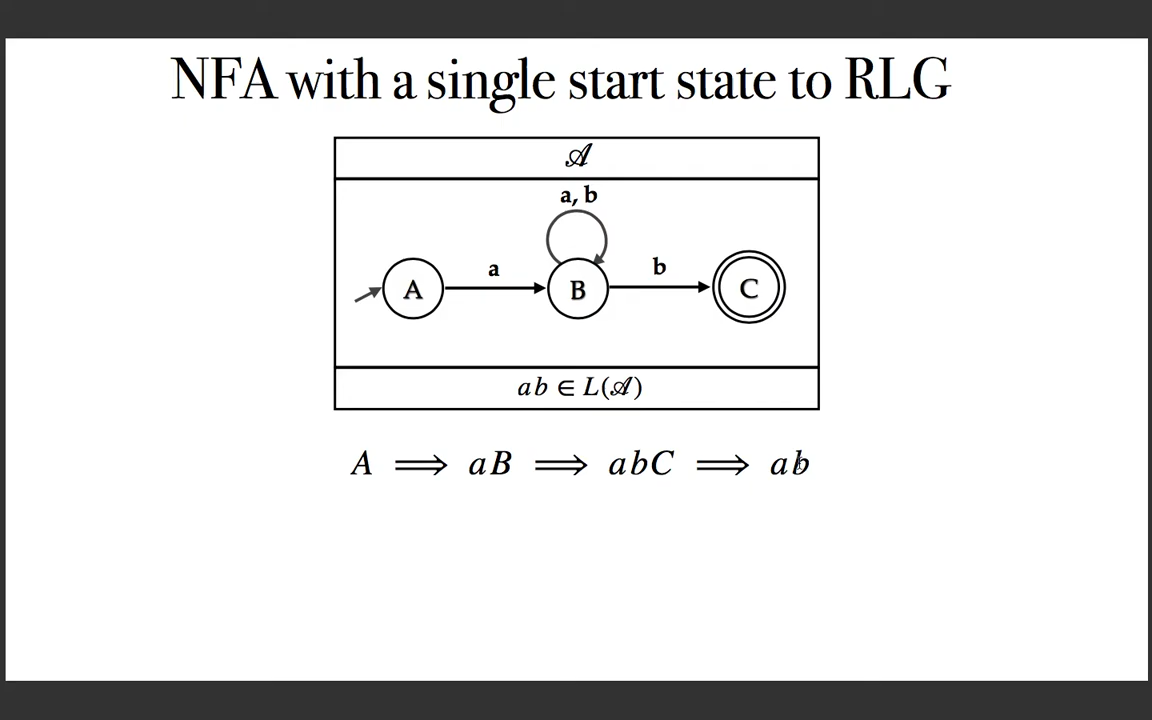 NFA with a single start state to RLG
𝒜
a, b
a
b
A
B
C
ab ∈ L(𝒜)
A ⟹ aB ⟹ abC ⟹ ab